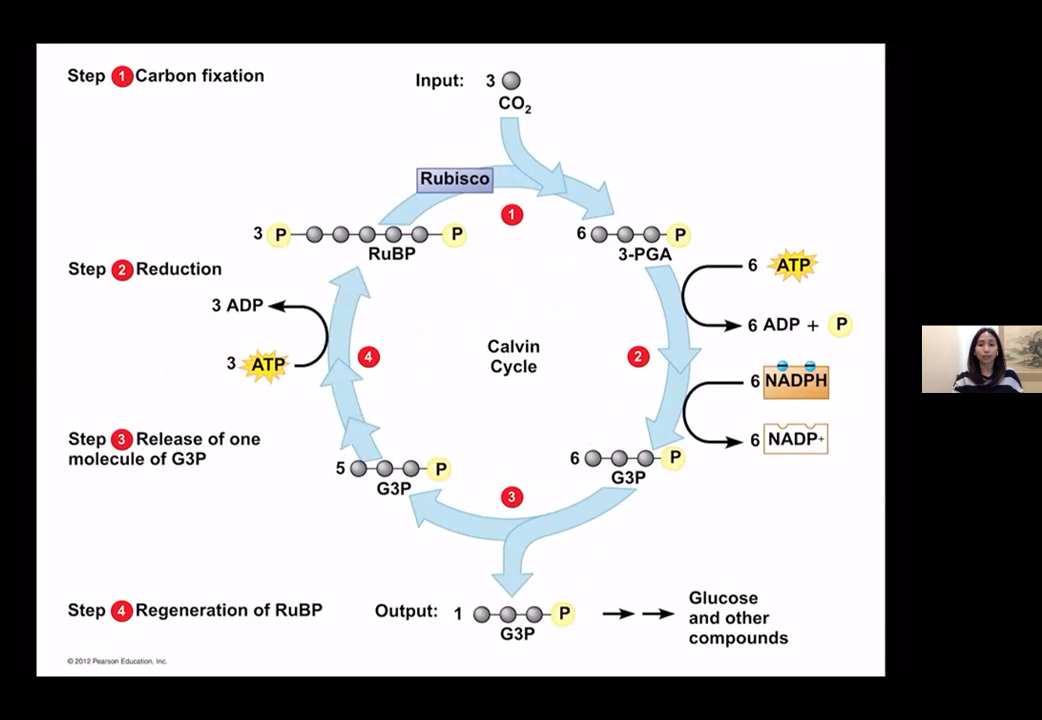 Step 1 Carbon fixation
Input: 3
CO₂
Rubisco
1
3 P P
RuBP
6 P
3-PGA
Step 2 Reduction
6 ATP
3 ADP
6 ADP + P
3 ATP
4
Calvin
Cycle
2
6 NADPH
6 NADP+
Step 3 Release of one
molecule of G3P
5 P
G3P
6 P
G3P
3
Step 4 Regeneration of RuBP
Output: 1 P
G3P
Glucose
and other
compounds
© 2012 Pearson Education, Inc.